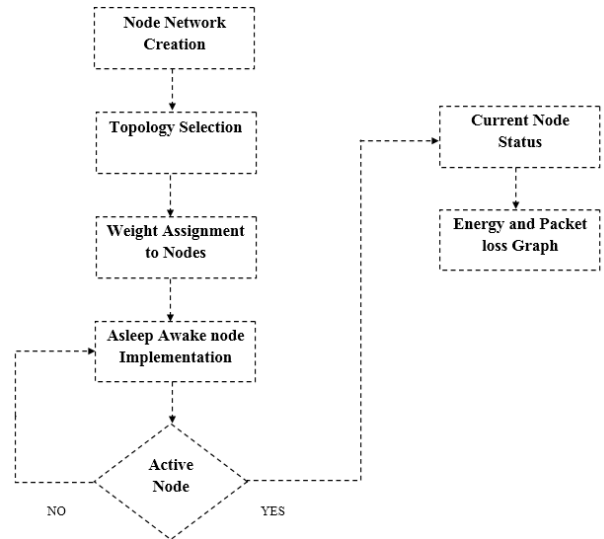 Node Network
Creation
Topology Selection
Weight Assignment
to Nodes
Asleep Awake node
Implementation
Active
Node
NO
YES
Current Node
Status
Energy and Packet
loss Graph